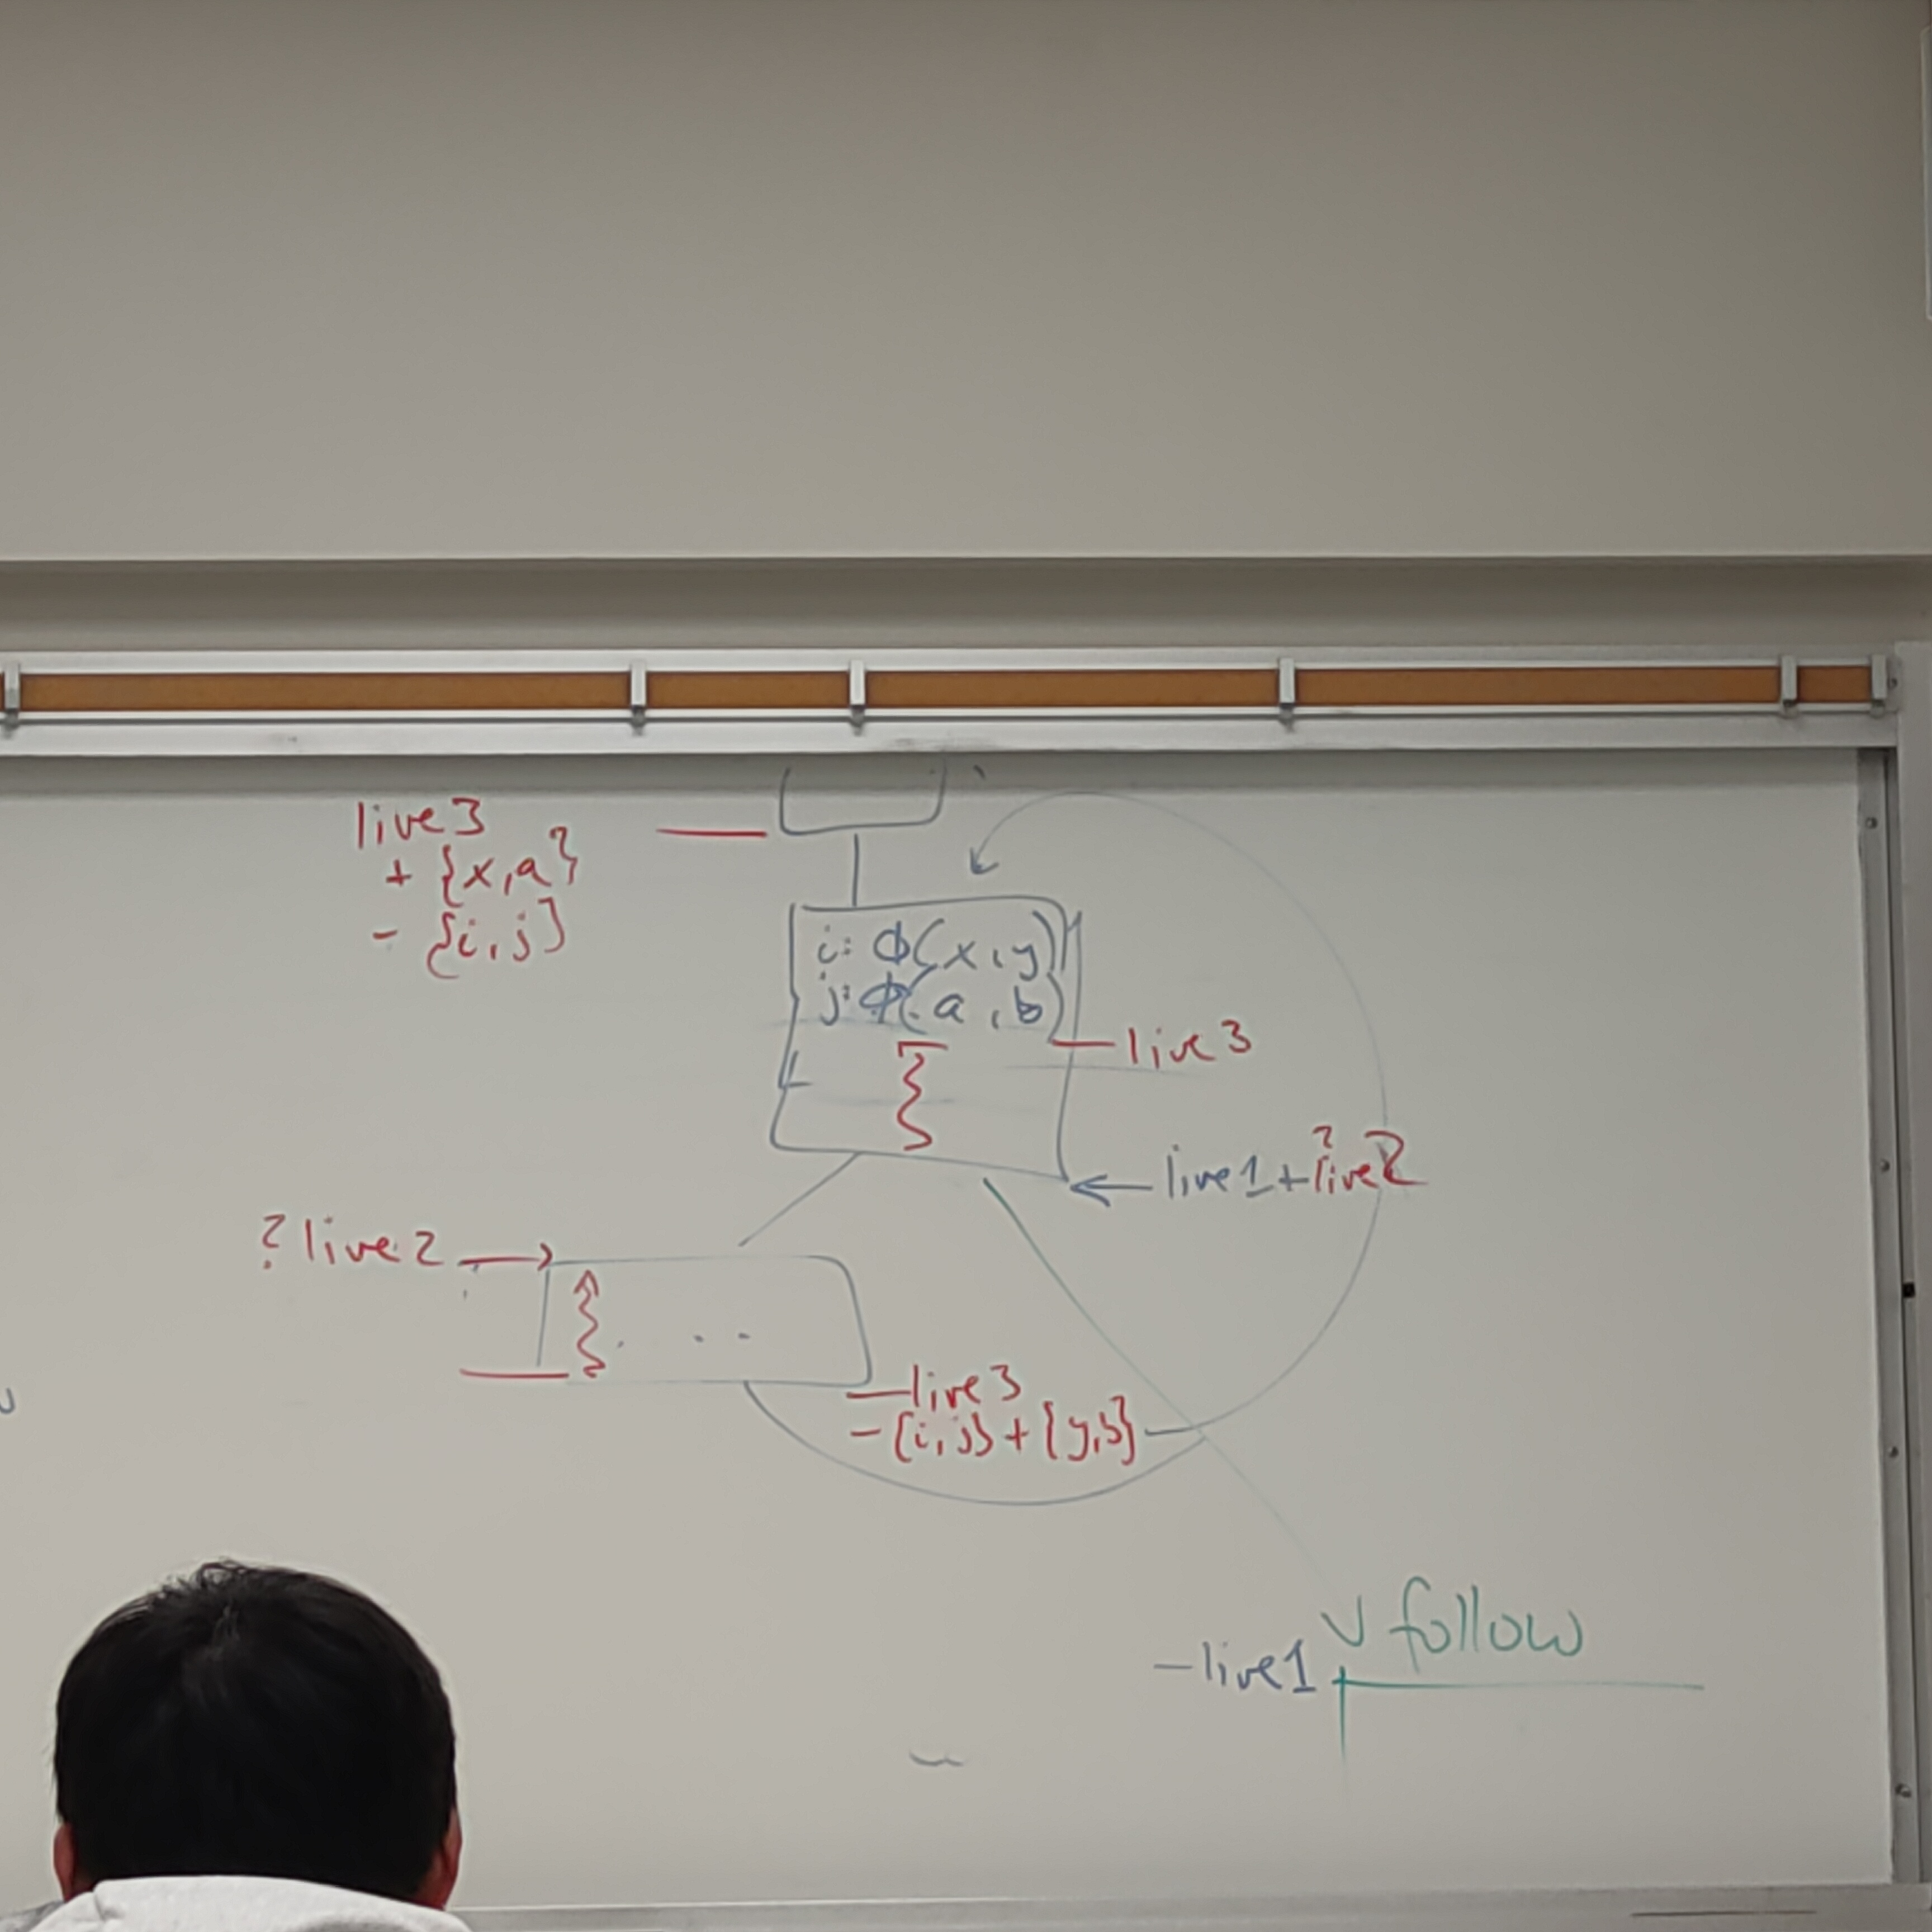 live3
+ {x,a}
- {i,j}
i: Φ(x,y)
j: Φ(a,b)
live3
live1+live2
?
? live2
. . .
live3
- {i,j} + {y,b}
follow
live1